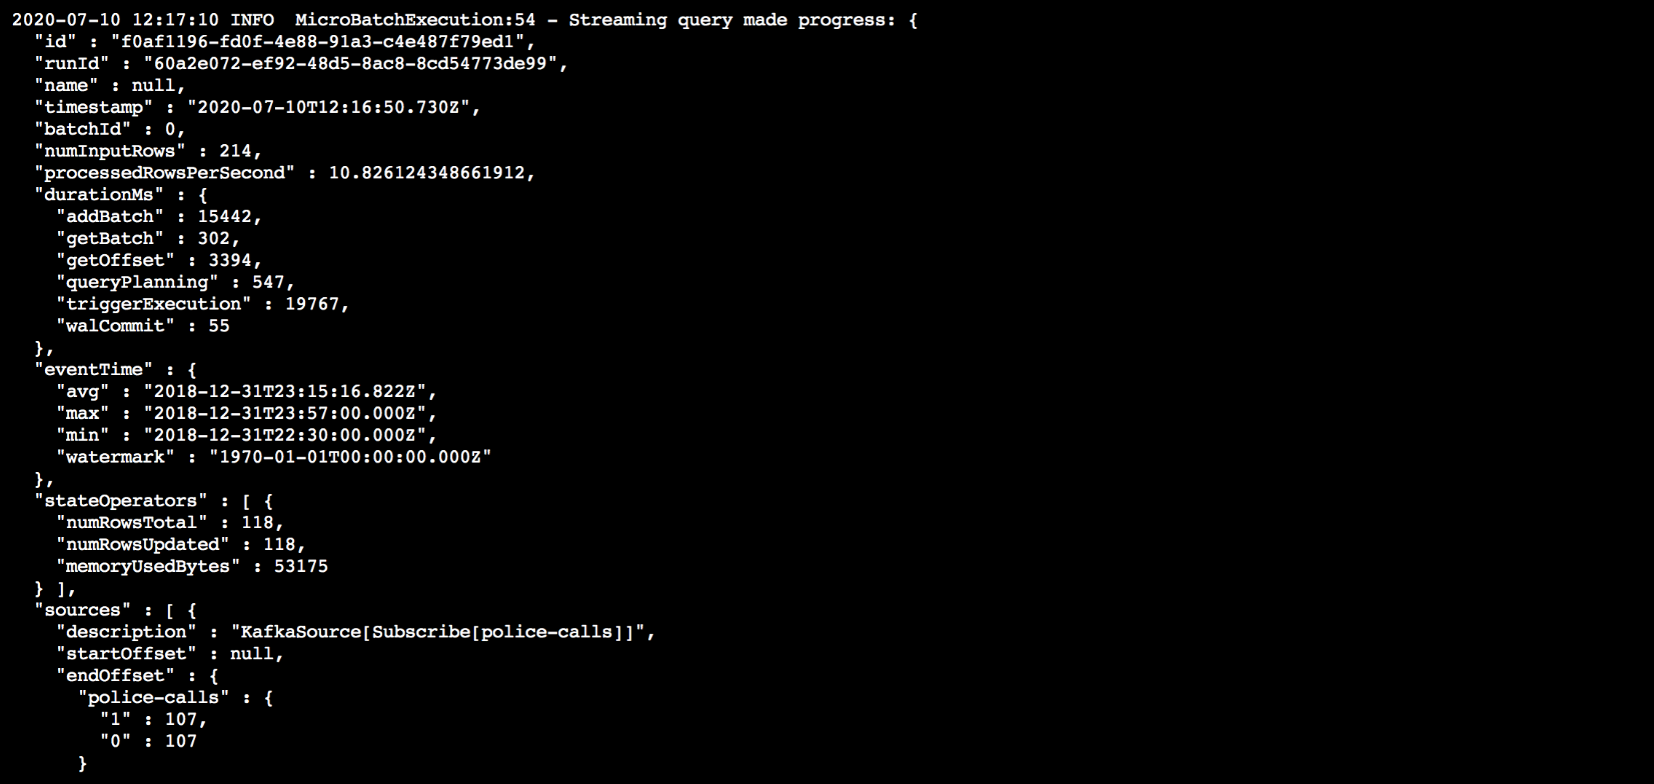 2020-07-10 12:17:10 INFO  MicroBatchExecution:54 - Streaming query made progress: {
  "id" : "f0af1196-fd0f-4e88-91a3-c4e487f79ed1",
  "runId" : "60a2e072-ef92-48d5-8ac8-8cd54773de99",
  "name" : null,
  "timestamp" : "2020-07-10T12:16:50.730Z",
  "batchId" : 0,
  "numInputRows" : 214,
  "processedRowsPerSecond" : 10.826124348661912,
  "durationMs" : {
    "addBatch" : 15442,
    "getBatch" : 302,
    "getOffset" : 3394,
    "queryPlanning" : 547,
    "triggerExecution" : 19767,
    "walCommit" : 55
  },
  "eventTime" : {
    "avg" : "2018-12-31T23:15:16.822Z",
    "max" : "2018-12-31T23:57:00.000Z",
    "min" : "2018-12-31T22:30:00.000Z",
    "watermark" : "1970-01-01T00:00:00.000Z"
  },
  "stateOperators" : [ {
    "numRowsTotal" : 118,
    "numRowsUpdated" : 118,
    "memoryUsedBytes" : 53175
  } ],
  "sources" : [ {
    "description" : "KafkaSource[Subscribe[police-calls]]",
    "startOffset" : null,
    "endOffset" : {
      "police-calls" : {
        "1" : 107,
        "0" : 107
      }